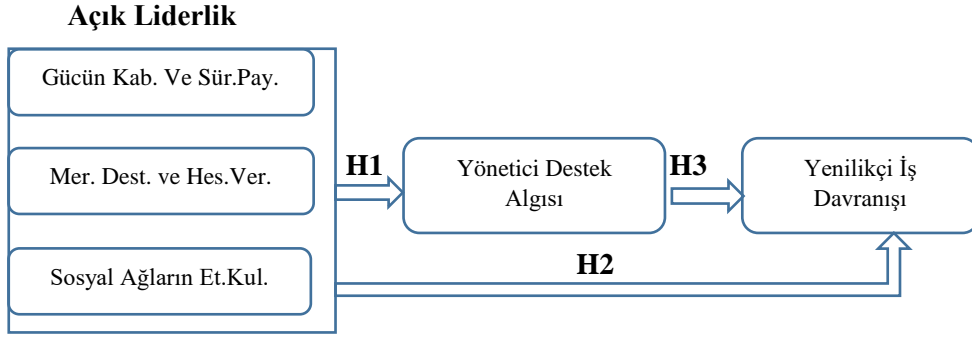 Açık Liderlik
Gücün Kab. Ve Sür.Pay.
Mer. Dest. ve Hes.Ver.
Sosyal Ağların Et.Kul.
H1
Yönetici Destek
Algısı
H3
Yenilikçi İş
Davranışı
H2